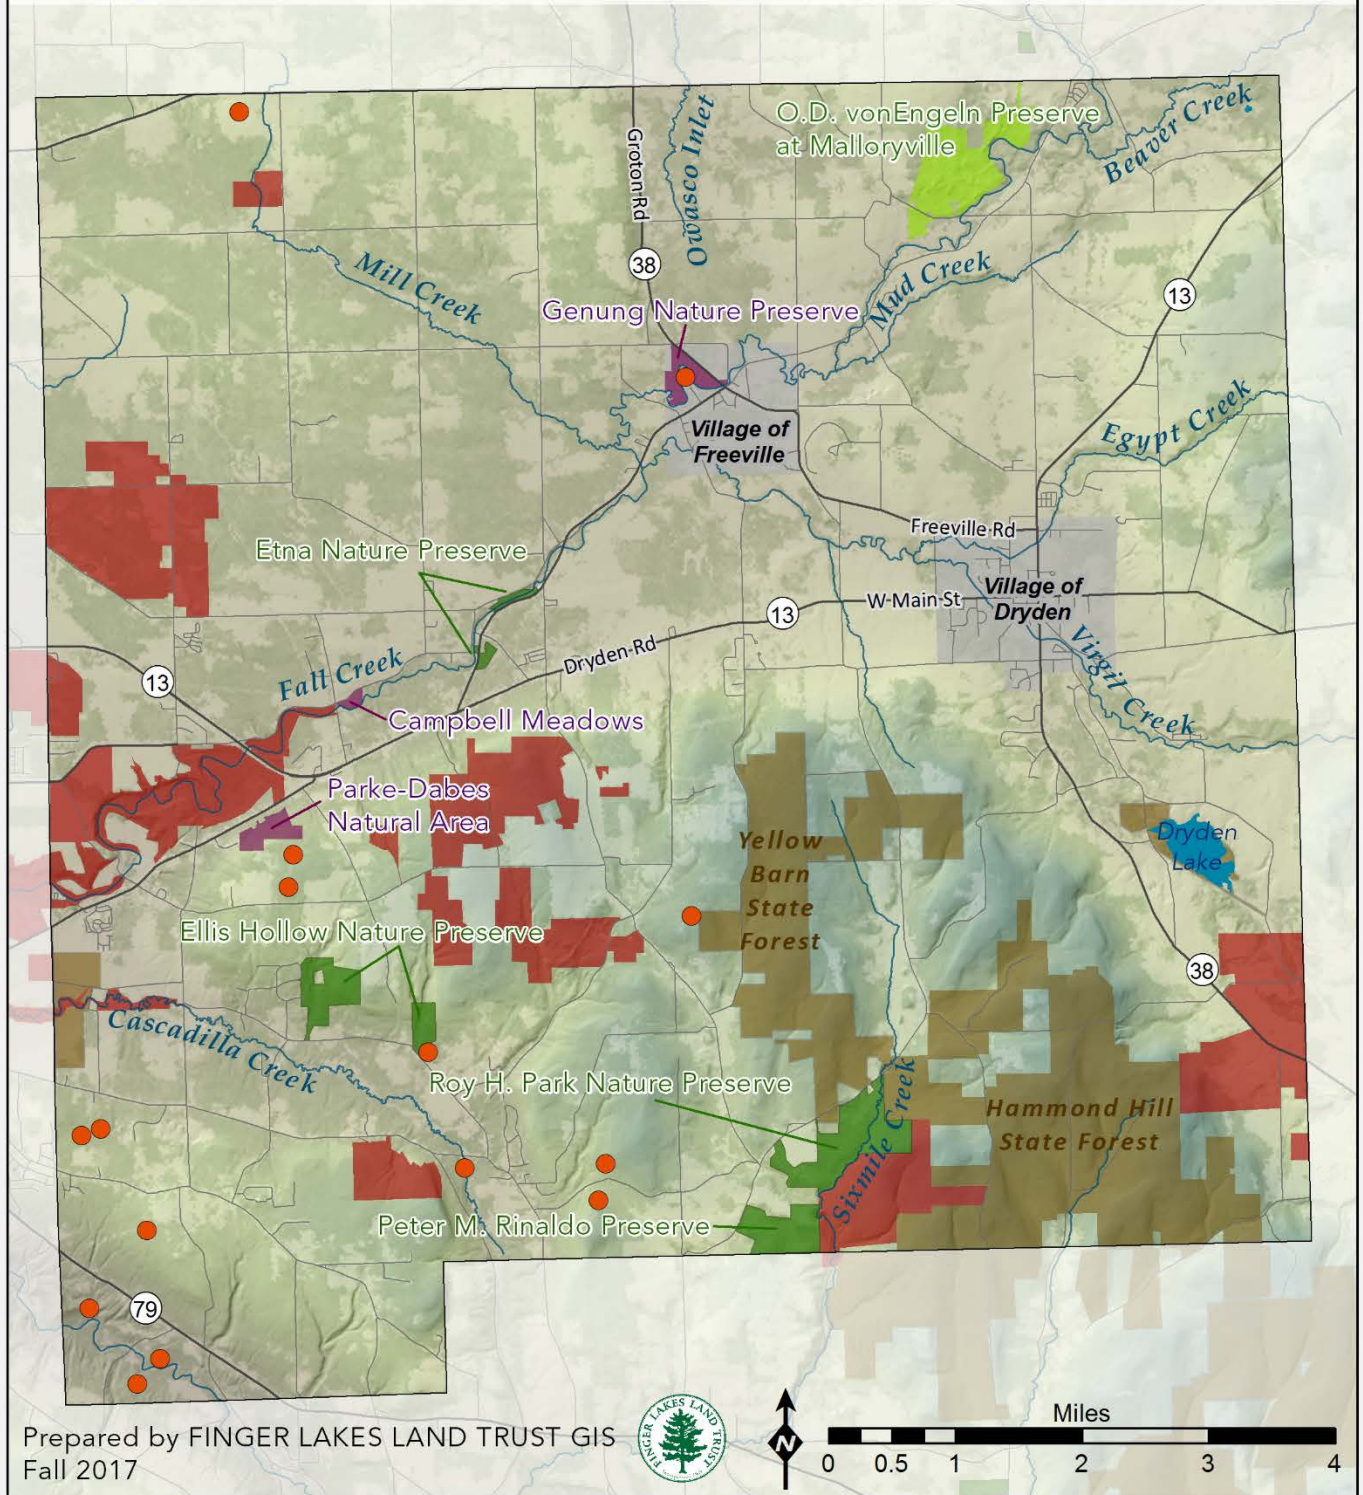 O.D. vonEngeln Preserve
at Malloryville
Beaver Creek
Groton Rd
Owasco Inlet
38
Mill Creek
Mud Creek
13
Genung Nature Preserve
Village of
Freeville
Egypt Creek
Freeville Rd
Etna Nature Preserve
Village of
Dryden
W Main St
13
Dryden Rd
Virgil Creek
Fall Creek
13
Campbell Meadows
Parke-Dabes
Natural Area
Yellow
Barn
State
Forest
Dryden
Lake
Ellis Hollow Nature Preserve
38
Cascadilla Creek
Roy H. Park Nature Preserve
Hammond Hill
State Forest
Sixmile Creek
Peter M. Rinaldo Preserve
79
Prepared by FINGER LAKES LAND TRUST GIS
Fall 2017
FINGER LAKES LAND TRUST
N
Miles
0 0.5 1 2 3 4